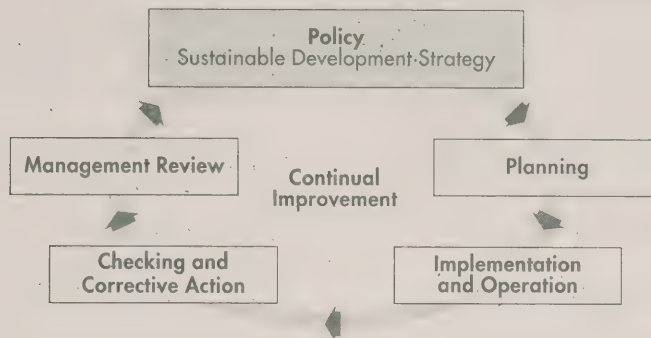 Policy
Sustainable Development Strategy
Management Review
Planning
Continual
Improvement
Checking and
Corrective Action
Implementation
and Operation